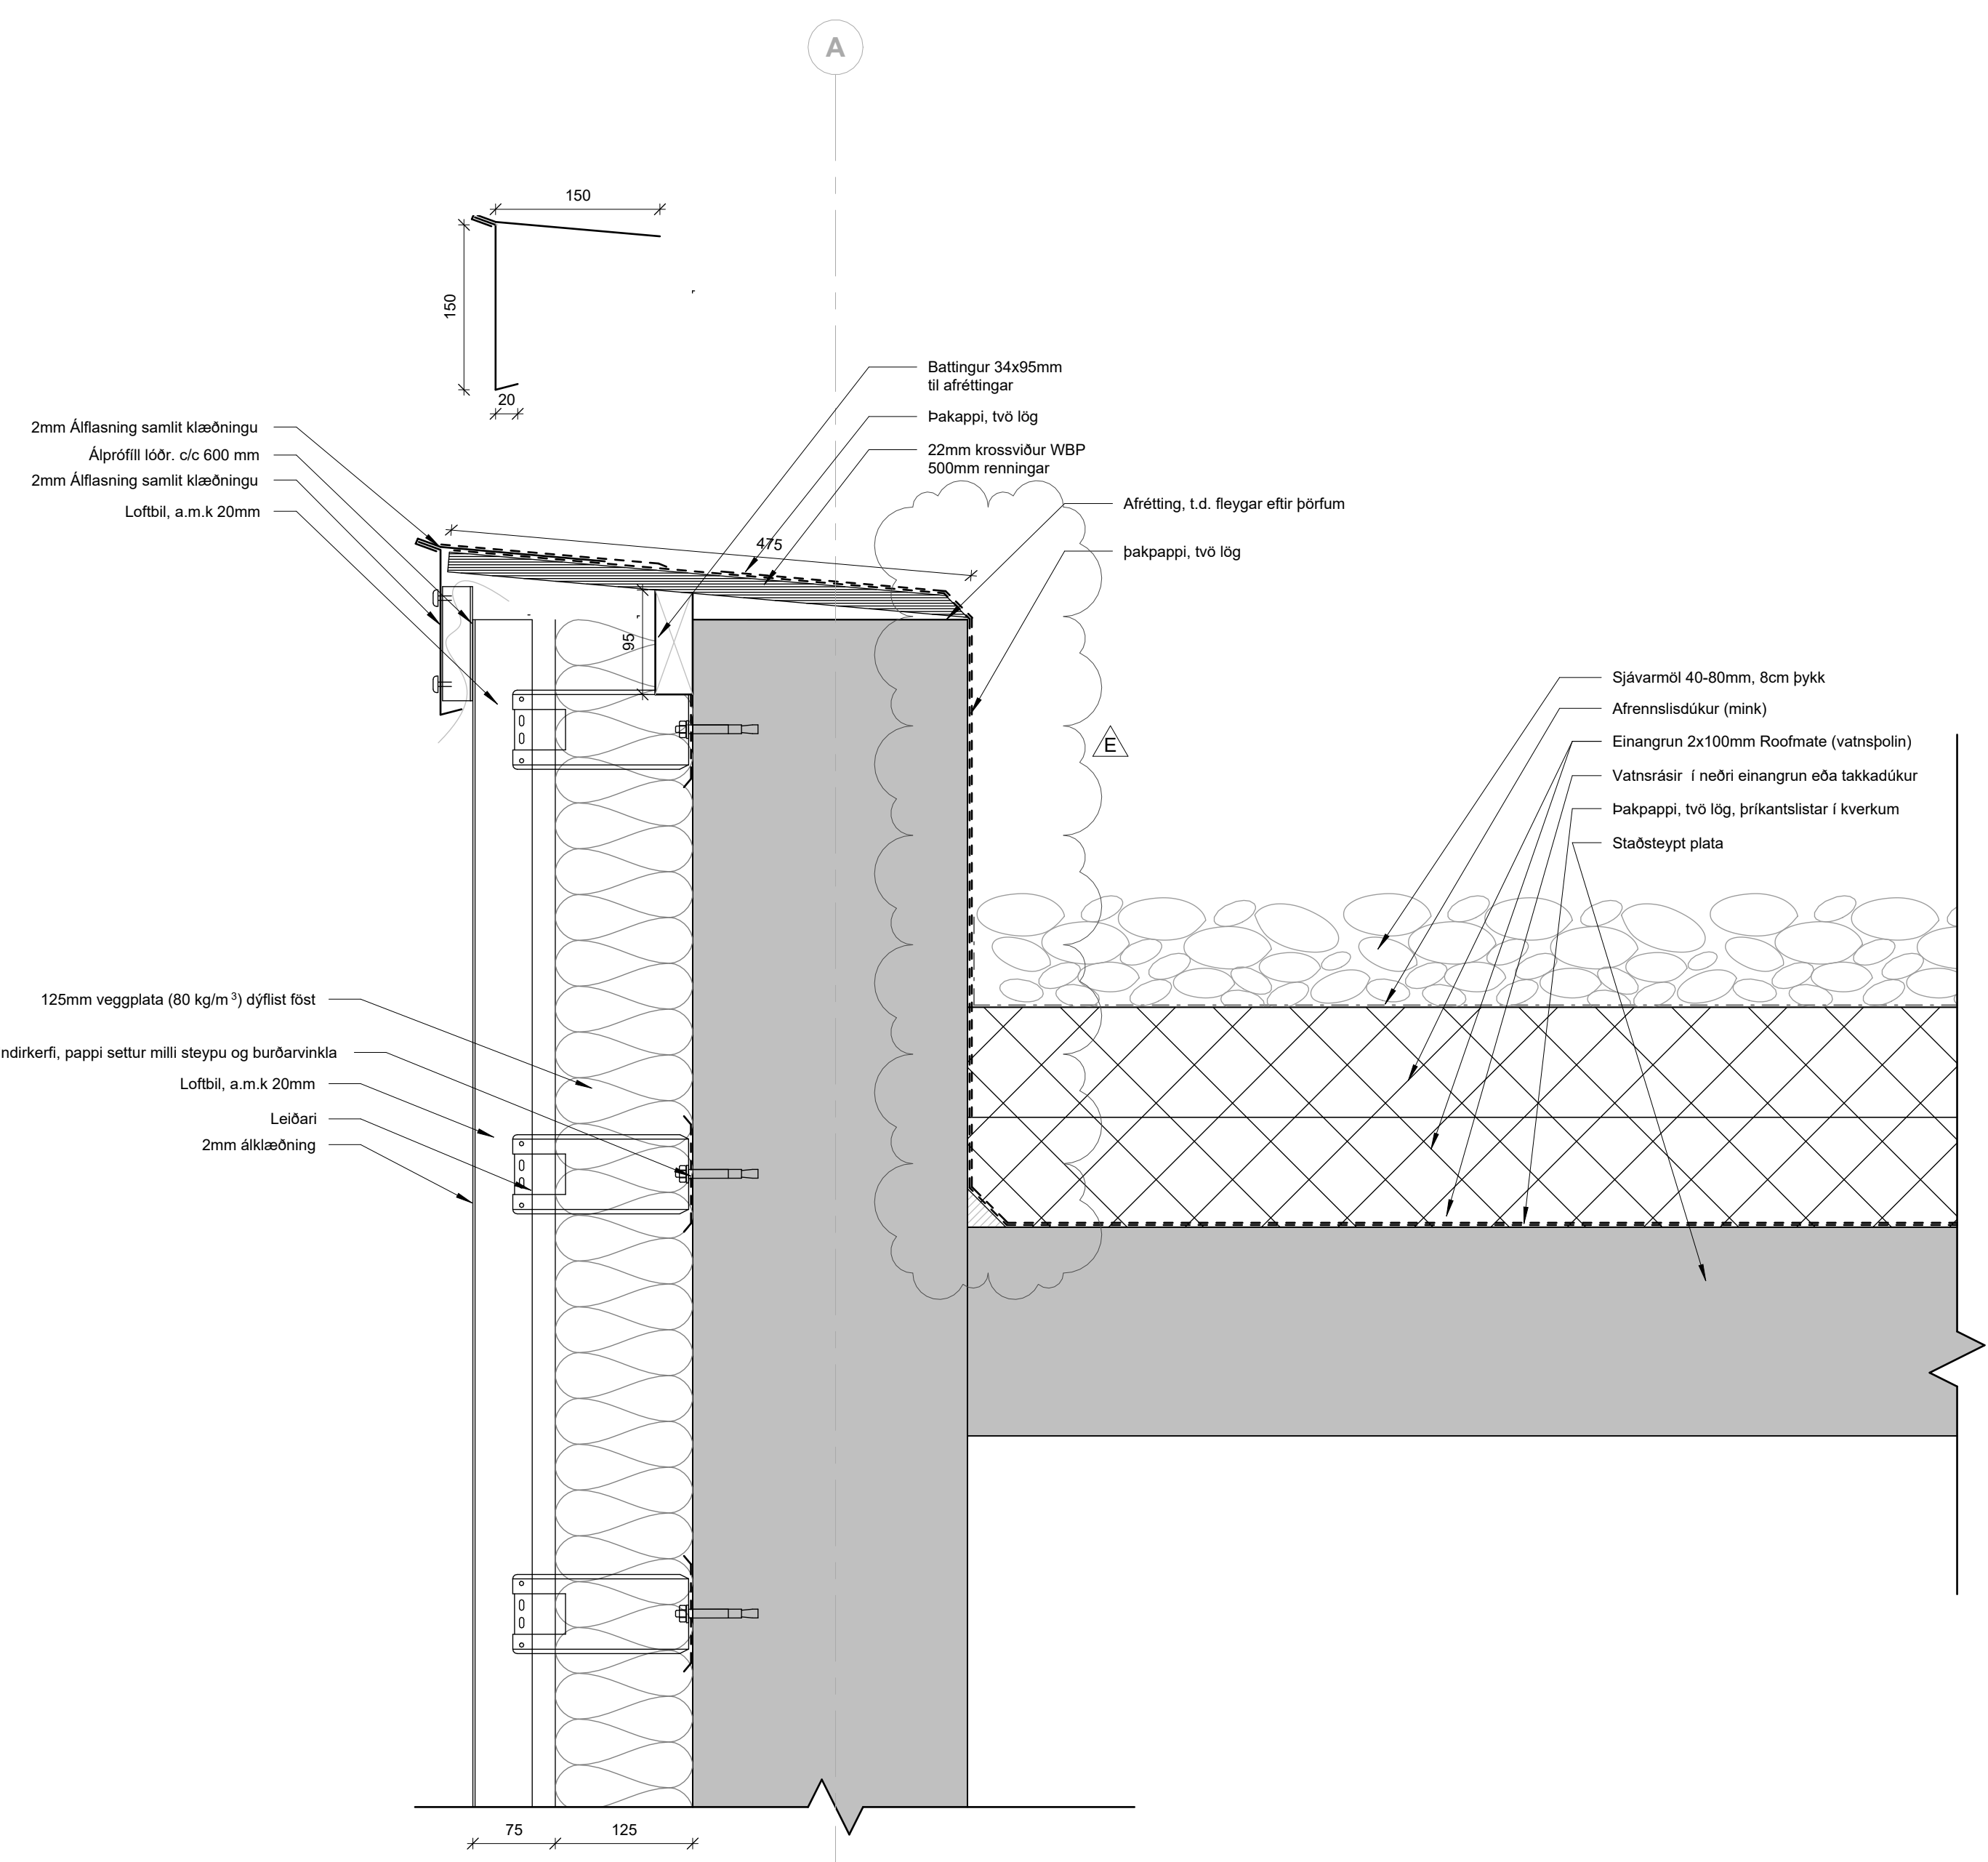 A
150
150
20
Battingur 34x95mm
til afréttingar
Þakappi, tvö lög
22mm krossviður WBP
500mm renningar
2mm Álflasning samlit klæðningu
Álprófíll lóðr. c/c 600 mm
2mm Álflasning samlit klæðningu
Loftbil, a.m.k 20mm
Afrétting, t.d. fleygar eftir þörfum
þakpappi, tvö lög
475
95
E
Sjávarmöl 40-80mm, 8cm þykk
Afrennslisdúkur (mink)
Einangrun 2x100mm Roofmate (vatnsþolin)
Vatnsrásir í neðri einangrun eða takkadúkur
Þakpappi, tvö lög, þríkantslistar í kverkum
Staðsteypt plata
125mm veggplata (80 kg/m³) dýflist föst
ndirkerfi, pappi settur milli steypu og burðarvinkla
Loftbil, a.m.k 20mm
Leiðari
2mm álklæðning
75
125